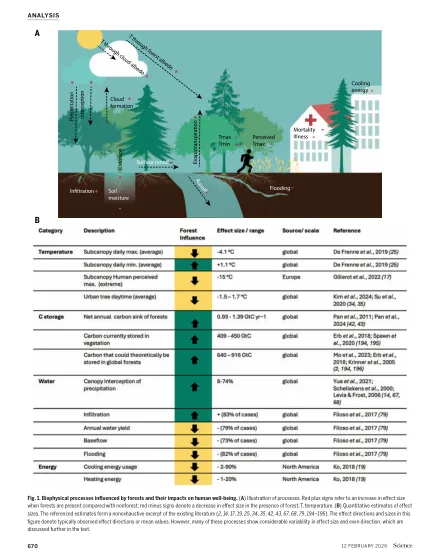 ANALYSIS
A
T through cloud albedo +
T through forest albedo +
Precipitation
Interception
Cloud
formation
C storage
Surface runoff –
Evapotranspiration
Tmax
Tmin
Perceived
Tmax
Cooling
energy –
Mortality –
Illness –
Infiltration +
Soil
moisture
–
Runoff
Flooding –
B
Category Description Forest Influence Effect size / range Source/ scale Reference
Temperature Subcanopy daily max. (average) -4.1 °C global De Frenne et al., 2019 (25)
Subcanopy daily min. (average) +1.1 °C global De Frenne et al., 2019 (25)
Subcanopy Human perceived max. (extreme) -15 °C Europe Gillerot et al., 2022 (17)
Urban tree daytime (average) -1.5 – 1.7 °C global Kim et al., 2024; Su et al., 2020 (34, 35)
C storage Net annual carbon sink of forests 0.93 - 1.39 GtC yr-1 global Pan et al., 2011; Pan et al., 2024 (42, 43)
Carbon currently stored in vegetation 409 - 450 GtC global Erb et al., 2018; Spawn et al., 2020 (194, 195)
Carbon that could theoretically be stored in global forests 640 – 916 GtC global Mo et al., 2023; Erb et al., 2018; Krinner et al., 2005 (2, 194, 196)
Water Canopy interception of precipitation 8-74% global Yue et al., 2021; Schellekens et al., 2000; Levia & Frost, 2006 (14, 67, 68)
Infiltration + (83% of cases) global Filoso et al., 2017 (79)
Annual water yield - (79% of cases) global Filoso et al., 2017 (79)
Baseflow - (73% of cases) global Filoso et al., 2017 (79)
Flooding - (82% of cases) global Filoso et al., 2017 (79)
Energy Cooling energy usage - 2-90% North America Ko, 2018 (19)
Heating energy - 1-20% North America Ko, 2018 (19)
Fig. 1. Biophysical processes influenced by forests and their impacts on human well-being. (A) Illustration of processes. Red plus signs refer to an increase in effect size
when forests are present compared with nonforest; red minus signs denote a decrease in effect size in the presence of forest. T, temperature. (B) Quantitative estimates of effect
sizes. The referenced estimates form a nonexhaustive excerpt of the existing literature (2, 14, 17, 19, 25, 34, 35, 42, 43, 67, 68, 79, 194–196). The effect directions and sizes in this
figure denote typically observed effect directions or mean values. However, many of these processes show considerable variability in effect size and even direction, which are
discussed further in the text.
670
12 FEBRUARY 2026 Science